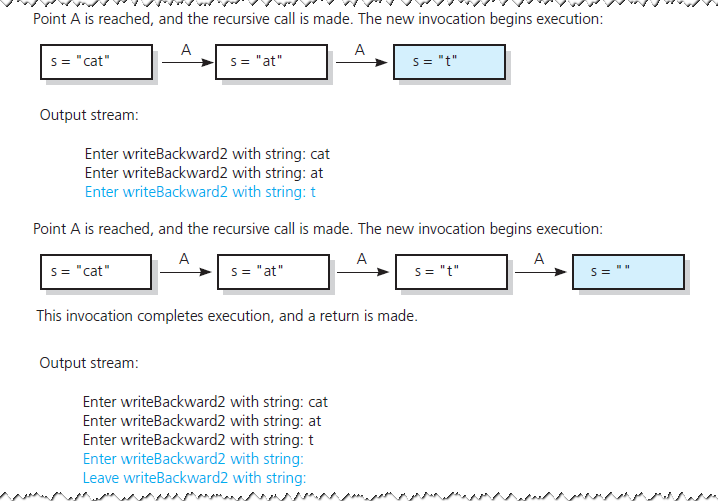 Point A is reached, and the recursive call is made. The new invocation begins execution:
s = "cat" A s = "at" A s = "t"
Output stream:
Enter writeBackward2 with string: cat
Enter writeBackward2 with string: at
Enter writeBackward2 with string: t
Point A is reached, and the recursive call is made. The new invocation begins execution:
s = "cat" A s = "at" A s = "t" A s = ""
This invocation completes execution, and a return is made.
Output stream:
Enter writeBackward2 with string: cat
Enter writeBackward2 with string: at
Enter writeBackward2 with string: t
Enter writeBackward2 with string:
Leave writeBackward2 with string: